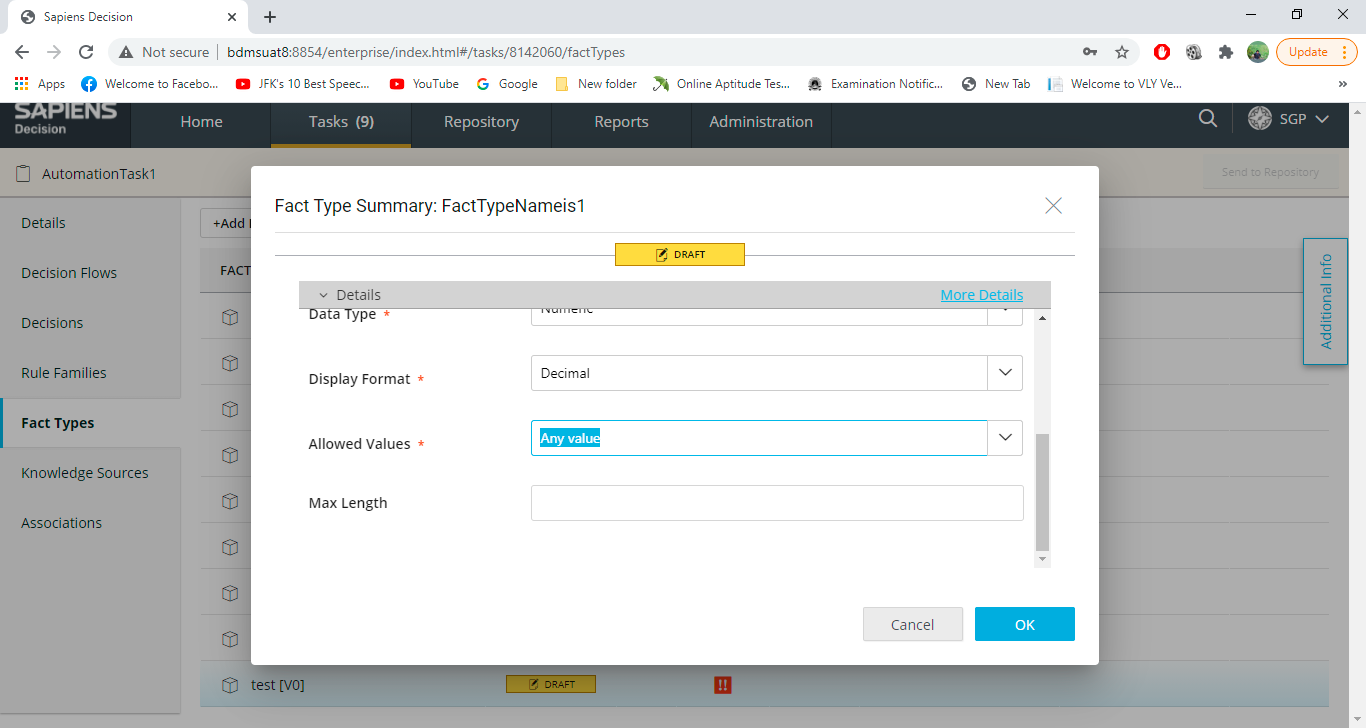 Sapiens Decision
Not secure
bdmsuat8:8854/enterprise/index.html#/tasks/8142060/factTypes
Update
Apps
Welcome to Facebo...
JFK's 10 Best Speec...
YouTube
Google
New folder
Online Aptitude Tes...
Examination Notific...
New Tab
Welcome to VLY Ve...
»
SAPIENS
Decision
Home
Tasks (9)
Repository
Reports
Administration
SGP
AutomationTask1
Send to Repository
Details
Decision Flows
Decisions
Rule Families
Fact Types
Knowledge Sources
Associations
+Add
FACT
Additional Info
Fact Type Summary: FactTypeNameis1
DRAFT
Details
More Details
Data Type *
Numeric
Display Format *
Decimal
Allowed Values *
Any value
Max Length
Cancel
OK
test [V0]
DRAFT
!!